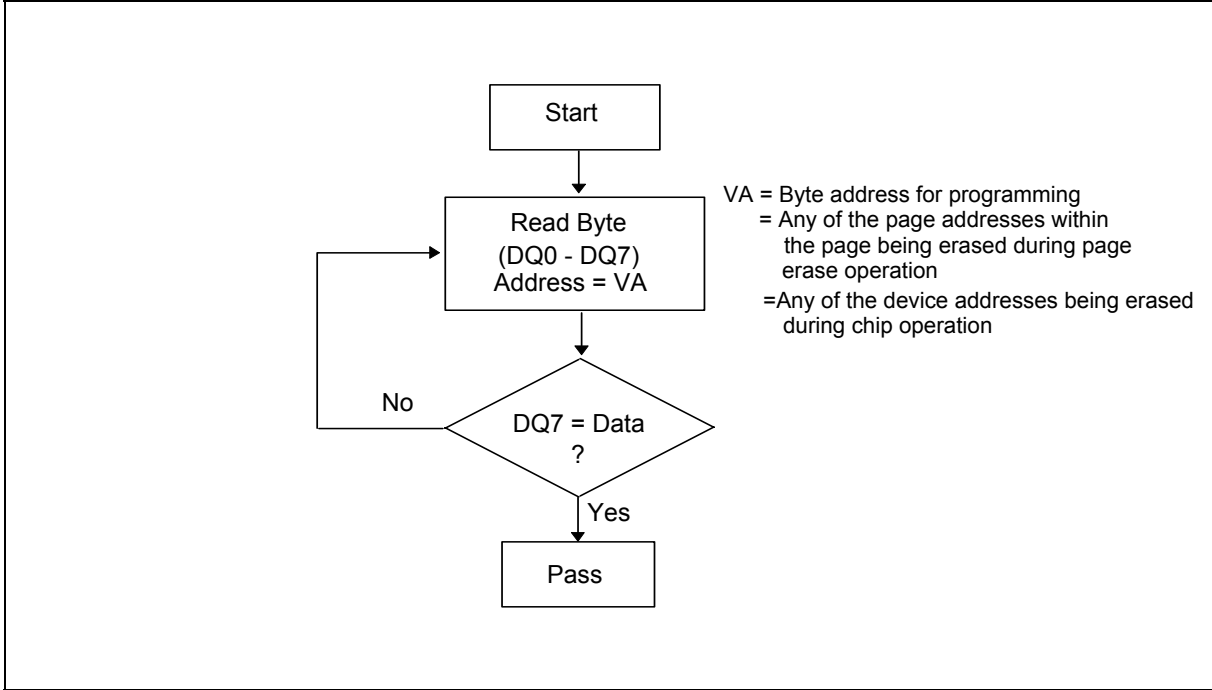 Start
Read Byte
(DQ0 - DQ7)
Address = VA
VA = Byte address for programming
= Any of the page addresses within
the page being erased during page
erase operation
=Any of the device addresses being erased
during chip operation
No
DQ7 = Data
?
Yes
Pass